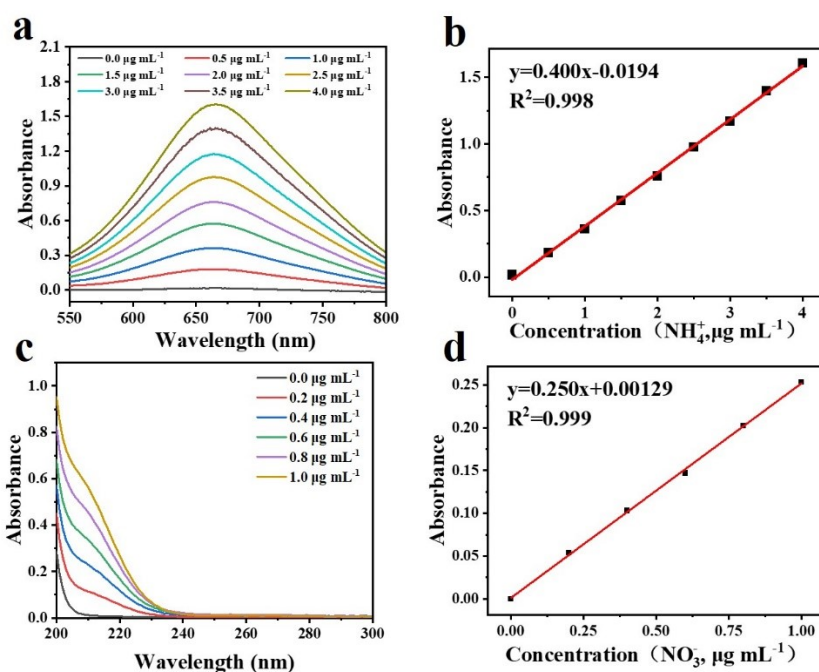 a
2.1
1.8
1.5
1.2
0.9
0.6
0.3
0.0
Absorbance
0.0 µg mL⁻¹ 0.5 µg mL⁻¹ 1.0 µg mL⁻¹
1.5 µg mL⁻¹ 2.0 µg mL⁻¹ 2.5 µg mL⁻¹
3.0 µg mL⁻¹ 3.5 µg mL⁻¹ 4.0 µg mL⁻¹
550 600 650 700 750 800
Wavelength (nm)
b
y=0.400x-0.0194
R²=0.998
1.5
1.0
0.5
0.0
Absorbance
0 1 2 3 4
Concentration（NH₄⁺,µg mL⁻¹）
c
1.0
0.8
0.6
0.4
0.2
0.0
Absorbance
0.0 µg mL⁻¹
0.2 µg mL⁻¹
0.4 µg mL⁻¹
0.6 µg mL⁻¹
0.8 µg mL⁻¹
1.0 µg mL⁻¹
200 220 240 260 280 300
Wavelength (nm)
d
y=0.250x+0.00129
R²=0.999
0.25
0.20
0.15
0.10
0.05
0.00
Absorbance
0.00 0.25 0.50 0.75 1.00
Concentration（NO₃⁻, µg mL⁻¹）